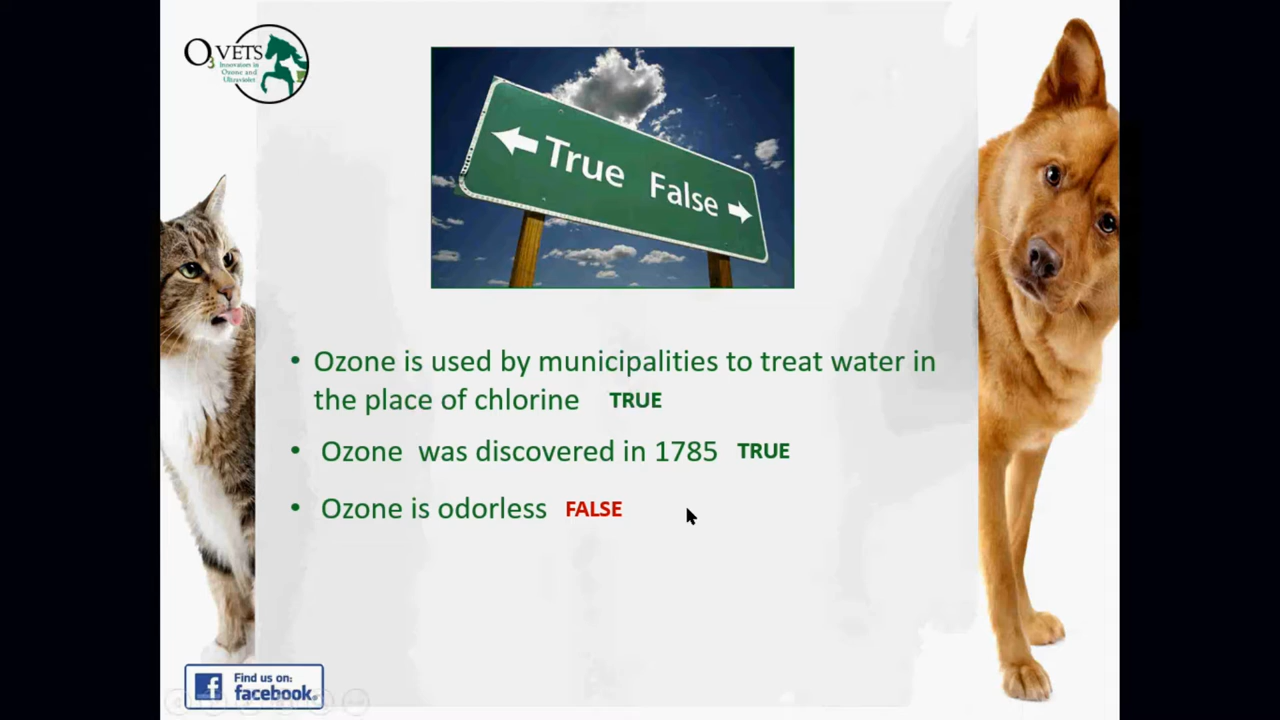 O3VETS
Innovators in
Ozone and
Ultraviolet
True False
• Ozone is used by municipalities to treat water in
the place of chlorine TRUE
• Ozone was discovered in 1785 TRUE
• Ozone is odorless FALSE
Find us on:
facebook.